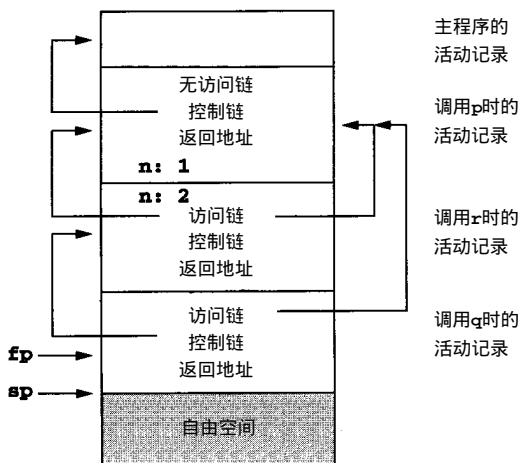 主程序的
活动记录
无访问链
控制链
返回地址
n: 1
调用p时的
活动记录
n: 2
访问链
控制链
返回地址
调用r时的
活动记录
访问链
控制链
返回地址
调用q时的
活动记录
fp
sp
自由空间